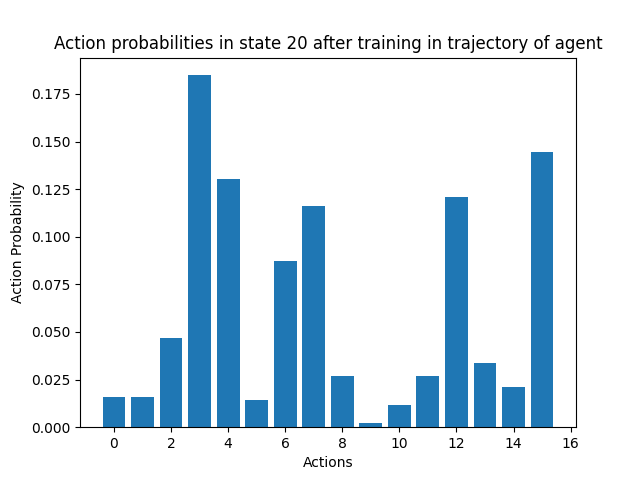 Action probabilities in state 20 after training in trajectory of agent
0.175
0.150
0.125
0.100
0.075
0.050
0.025
0.000
Action Probability
0 2 4 6 8 10 12 14 16
Actions